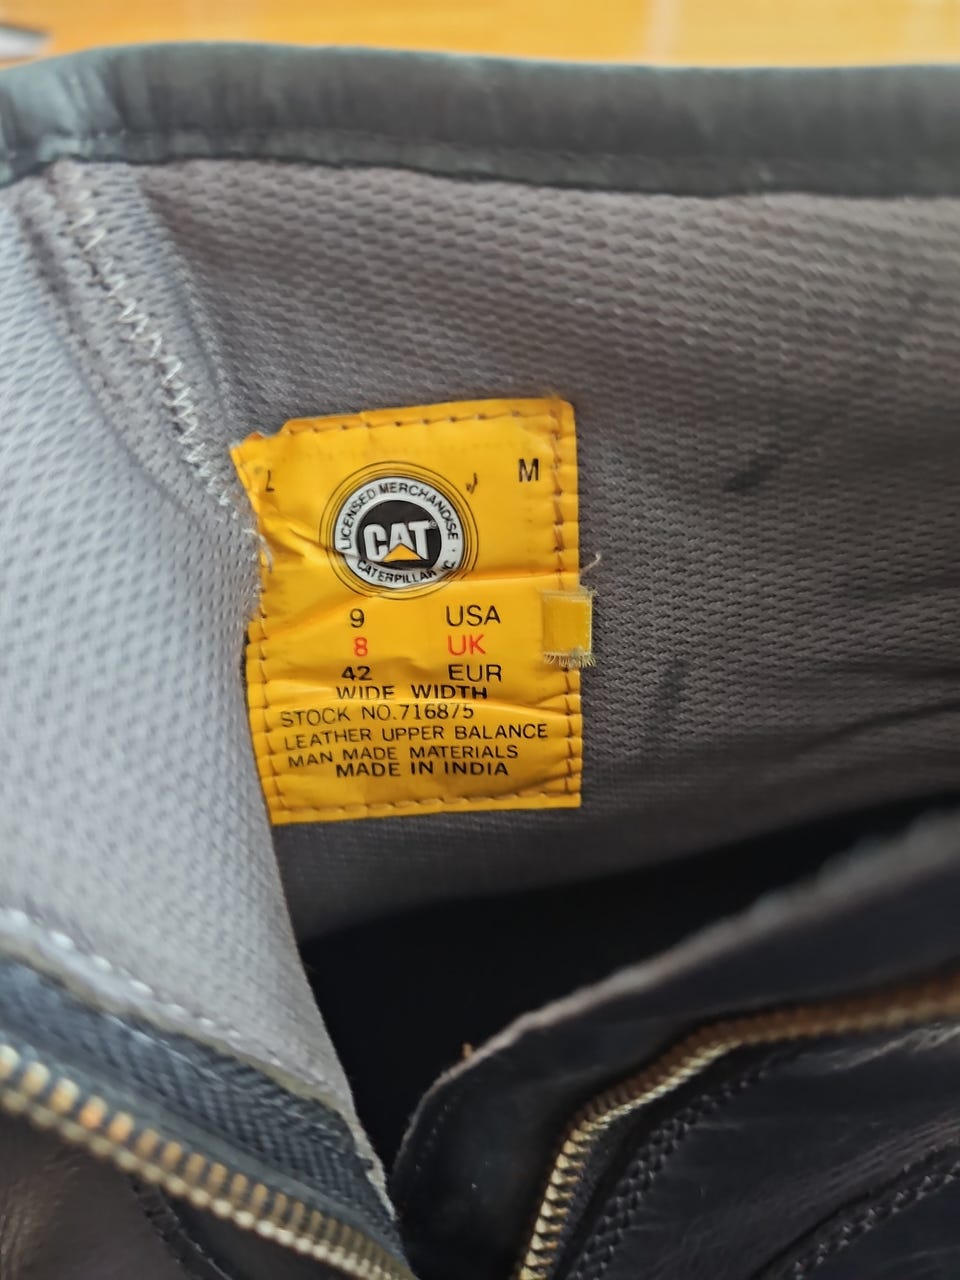 M
LICENSED MERCHANDISE
CAT
CATERPILLAR
9 USA
8 UK
42 EUR
WIDE WIDTH
STOCK NO.716875
LEATHER UPPER BALANCE
MAN MADE MATERIALS
MADE IN INDIA